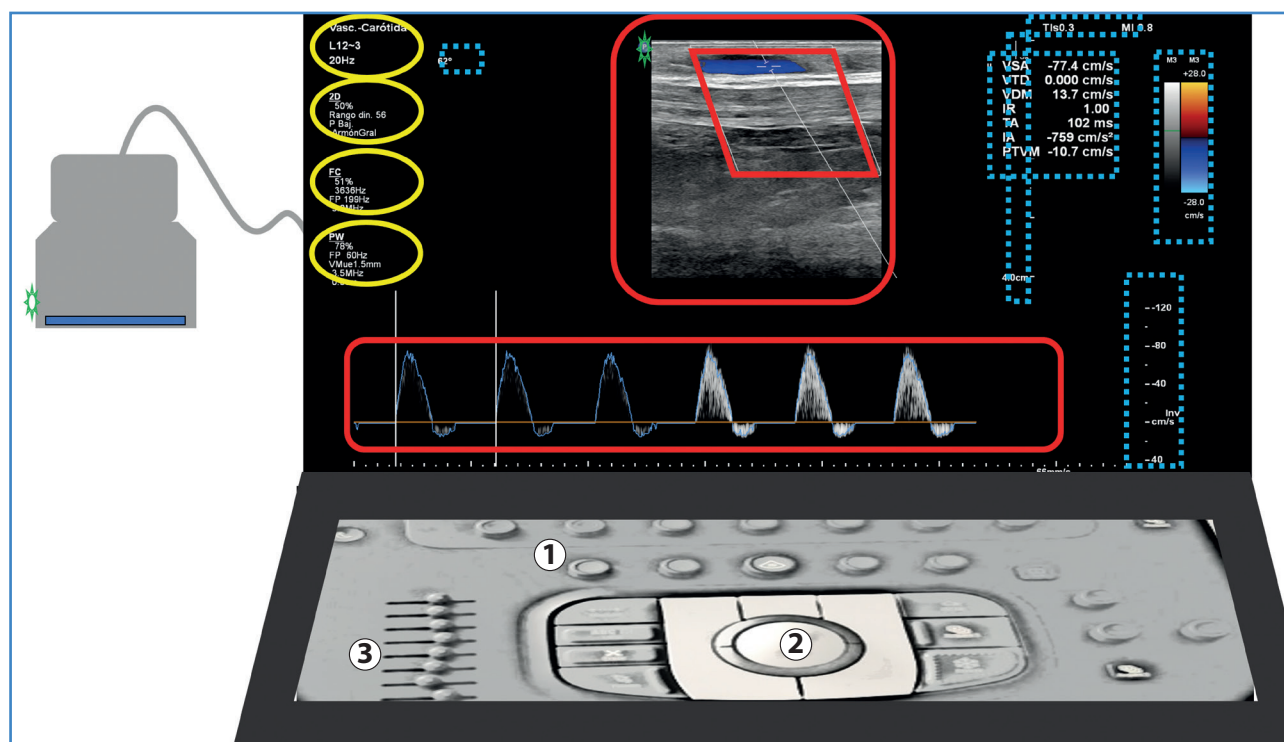 Vasc.-Carótida
L12~3
20Hz
62°
2D
50%
Rango din. 56
P Baj.
ArmónGral
FC
51%
3636Hz
FP 199Hz
PW
78%
FP 60Hz
VMue1.5mm
3.5MHz
TIs0.3 MI 0.8
VSA -77.4 cm/s
VTD 0.000 cm/s
VDM 13.7 cm/s
IR 1.00
TA 102 ms
IA -759 cm/s²
PTVM -10.7 cm/s
M3 M3
+28.0
-28.0
cm/s
4.0cm
-120
-80
-40
Inv
cm/s
40
66mm/s
1
2
3